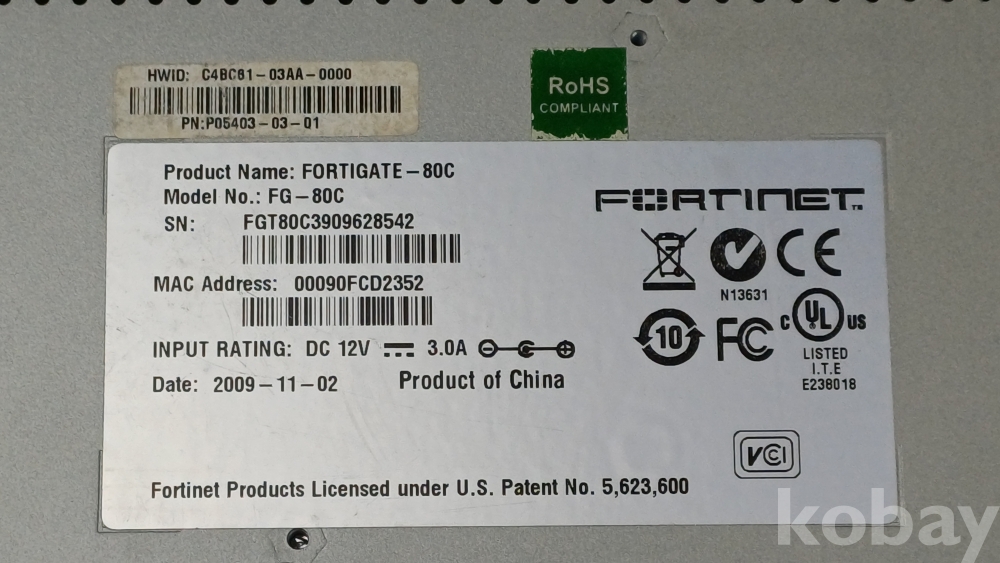 HWID: C4BC61-03AA-0000
PN:P05403-03-01
RoHS
COMPLIANT
Product Name: FORTIGATE-80C
Model No.: FG-80C
SN: FGT80C3909628542
MAC Address: 00090FCD2352
INPUT RATING: DC 12V 3.0A
Date: 2009-11-02
Product of China
FORTINET
N13631
CE
10
FC
C UL US
LISTED
I.T.E
E238018
VCI
Fortinet Products Licensed under U.S. Patent No. 5,623,600
kobay